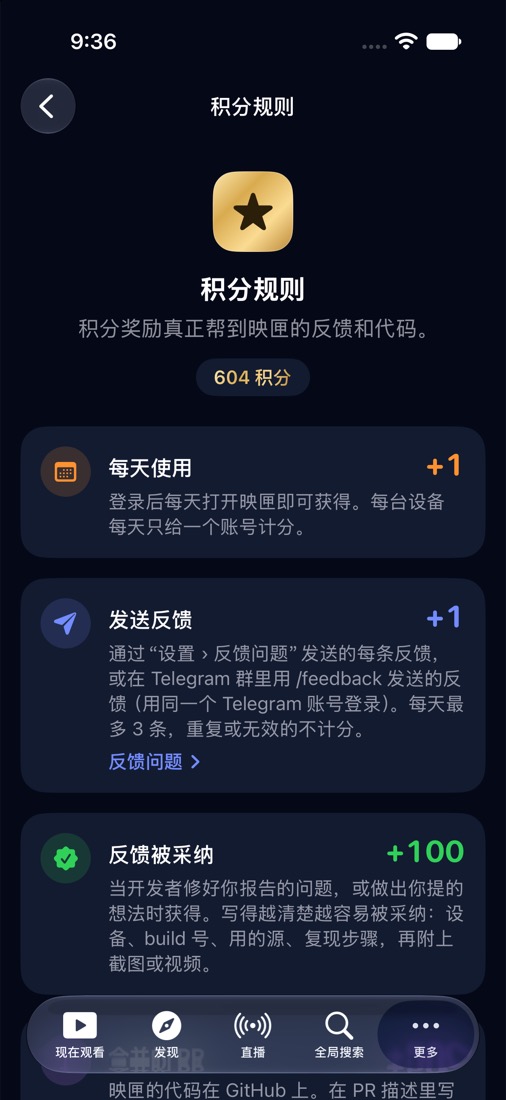 9:36
积分规则
积分规则
积分奖励真正帮到映匣的反馈和代码。
604 积分
每天使用
+1
登录后每天打开映匣即可获得。每台设备
每天只给一个账号计分。
发送反馈
+1
通过“设置 › 反馈问题”发送的每条反馈，
或在 Telegram 群里用 /feedback 发送的反
馈（用同一个 Telegram 账号登录）。每天最
多 3 条，重复或无效的不计分。
反馈问题
反馈被采纳
+100
当开发者修好你报告的问题，或做出你提的
想法时获得。写得越清楚越容易被采纳：设
备、build 号、用的源、复现步骤，再附上
截图或视频。
现在观看
发现
直播
全局搜索
更多
映匣的代码在 GitHub 上。在 PR 描述里写